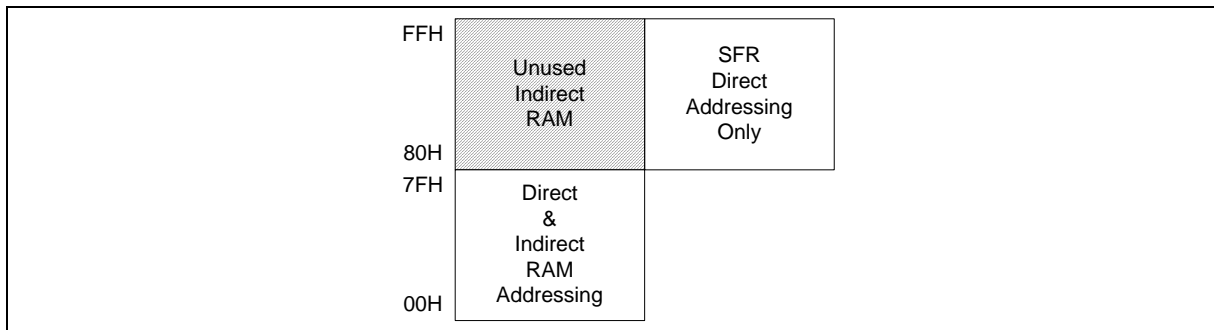 FFH
Unused
Indirect
RAM
80H
SFR
Direct
Addressing
Only
7FH
Direct
&
Indirect
RAM
Addressing
00H